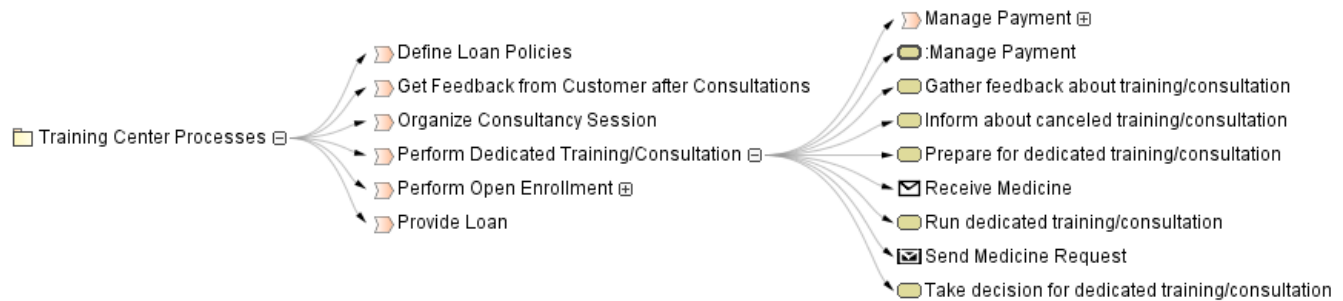 Training Center Processes
Define Loan Policies
Get Feedback from Customer after Consultations
Organize Consultancy Session
Perform Dedicated Training/Consultation
Perform Open Enrollment
Provide Loan
Manage Payment
:Manage Payment
Gather feedback about training/consultation
Inform about canceled training/consultation
Prepare for dedicated training/consultation
Receive Medicine
Run dedicated training/consultation
Send Medicine Request
Take decision for dedicated training/consultation